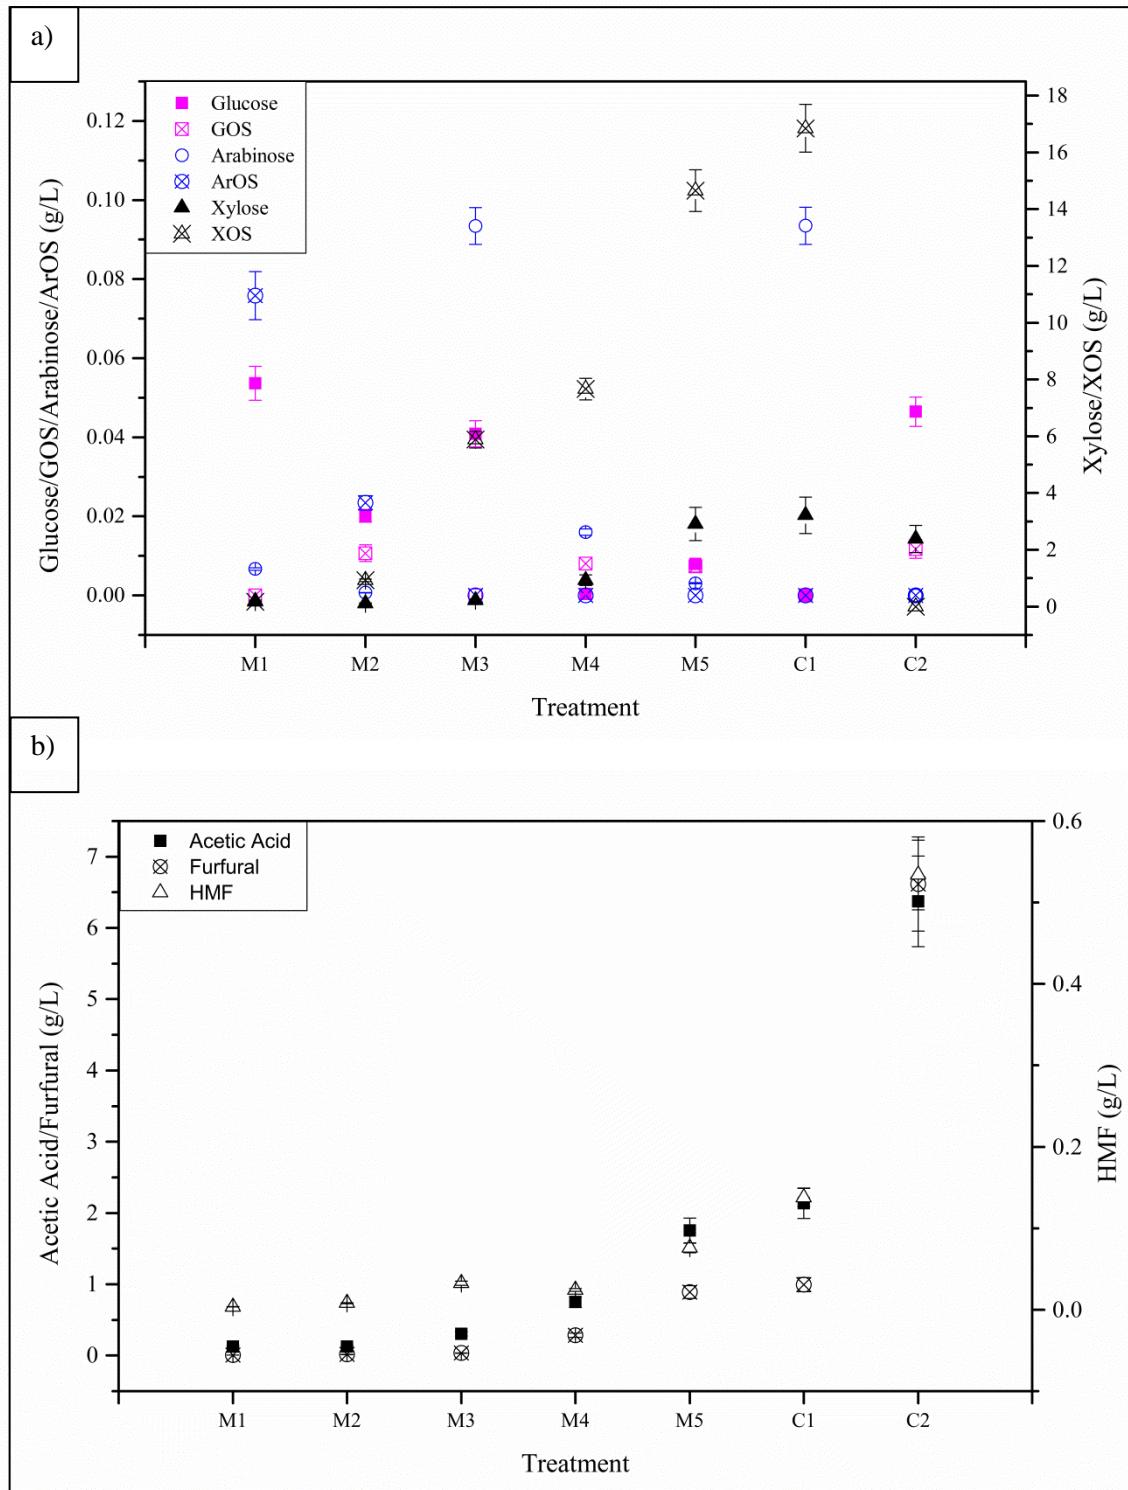 a)
Glucose
GOS
Arabinose
ArOS
Xylose
XOS
Glucose/GOS/Arabinose/ArOS (g/L)
0.12
0.10
0.08
0.06
0.04
0.02
0.00
18
16
14
12
10
8
6
4
2
0
Xylose/XOS (g/L)
M1 M2 M3 M4 M5 C1 C2
Treatment
b)
Acetic Acid
Furfural
HMF
Acetic Acid/Furfural (g/L)
7
6
5
4
3
2
1
0
0.6
0.4
0.2
0.0
HMF (g/L)
M1 M2 M3 M4 M5 C1 C2
Treatment